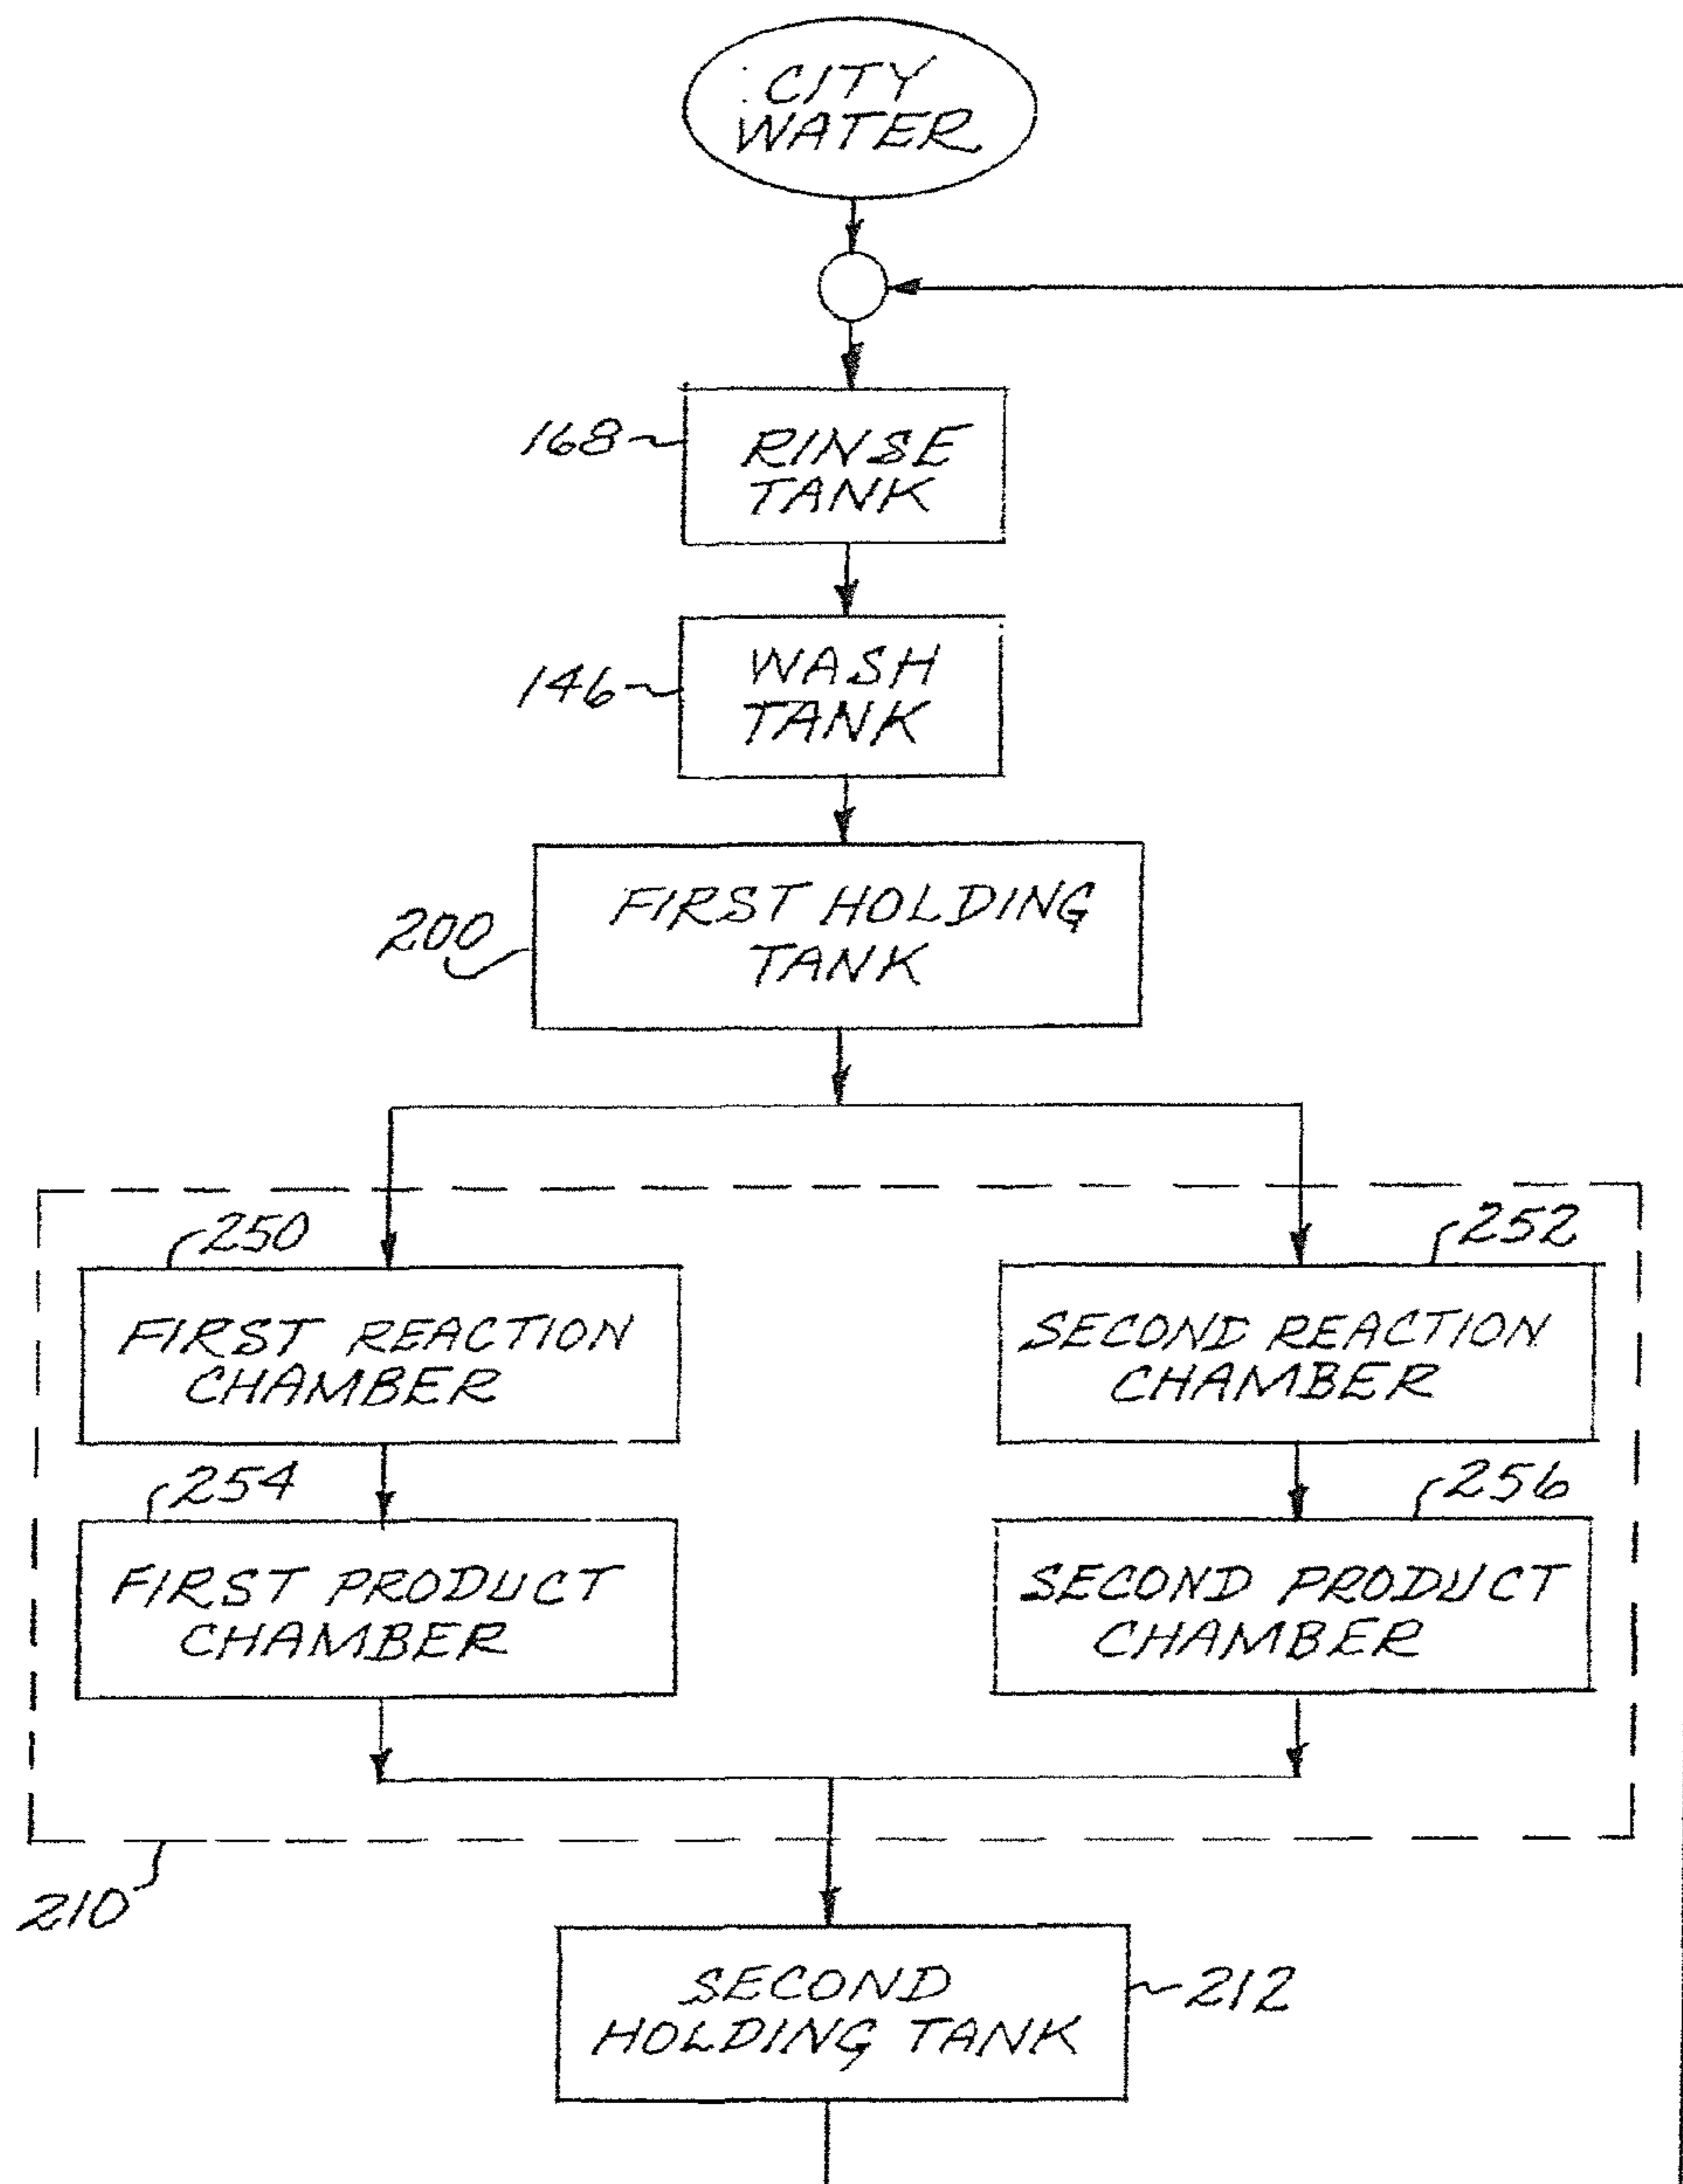 CITY
WATER
168
RINSE
TANK
146
WASH
TANK
200
FIRST HOLDING
TANK
250
252
FIRST REACTION
CHAMBER
SECOND REACTION
CHAMBER
254
256
FIRST PRODUCT
CHAMBER
SECOND PRODUCT
CHAMBER
210
SECOND
HOLDING TANK
212